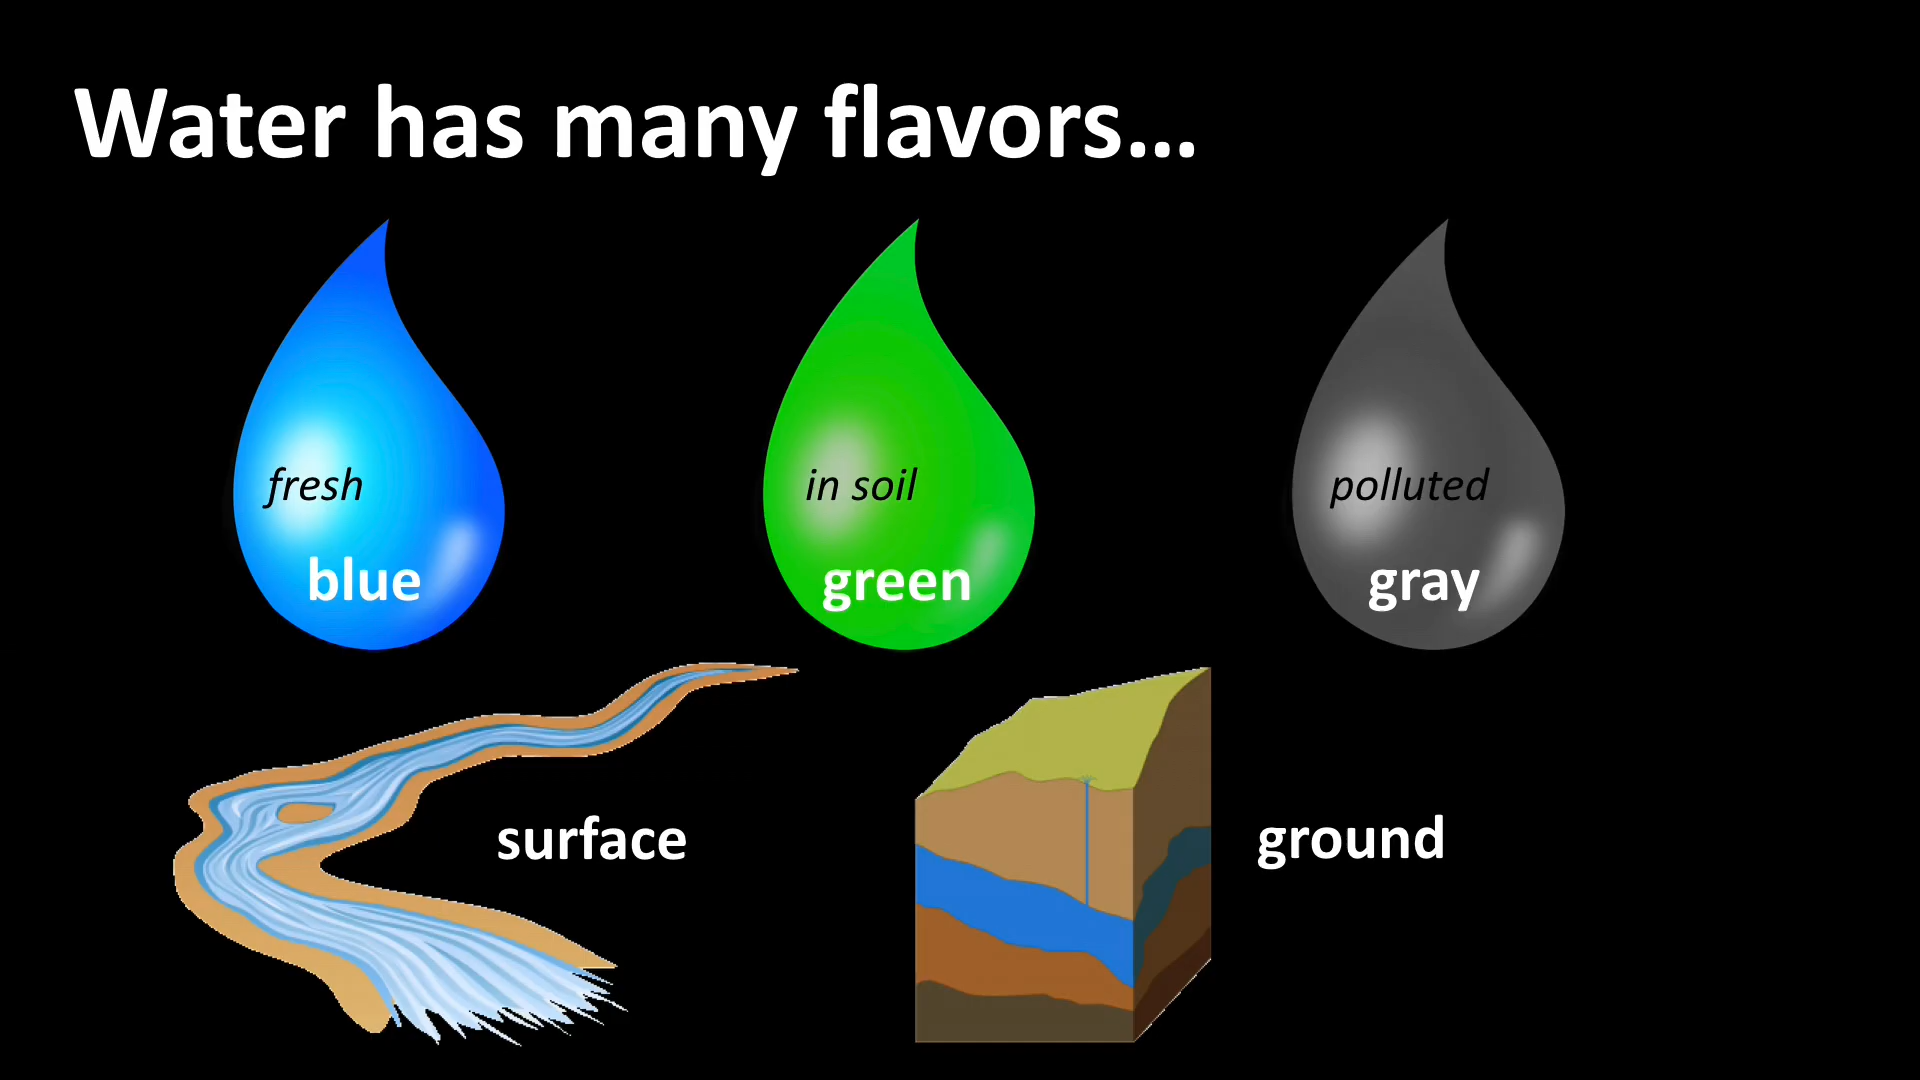 Water has many flavors...
fresh
blue
in soil
green
polluted
gray
surface
ground